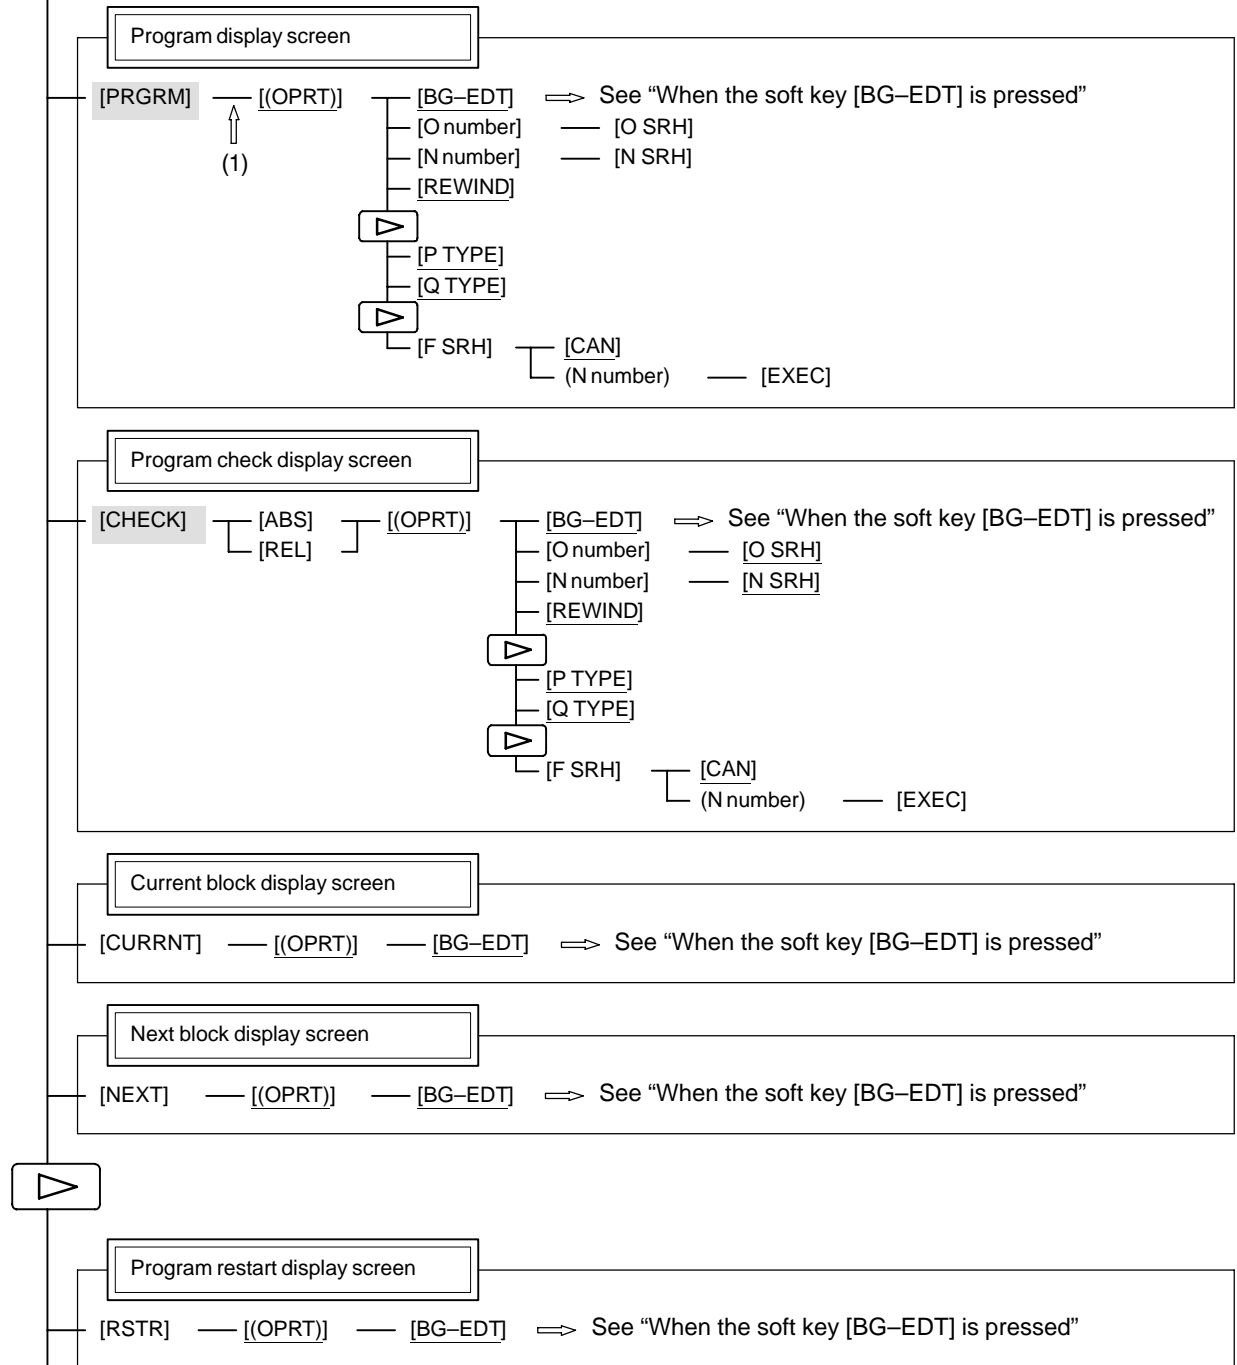 Program display screen
[PRGRM] [(OPRT)] [BG–EDT] See “When the soft key [BG–EDT] is pressed”
[O number] [O SRH]
(1) [N number] [N SRH]
[REWIND]
[P TYPE]
[Q TYPE]
[F SRH] [CAN]
(N number) [EXEC]
Program check display screen
[CHECK] [ABS] [(OPRT)] [BG–EDT] See “When the soft key [BG–EDT] is pressed”
[REL] [O number] [O SRH]
[N number] [N SRH]
[REWIND]
[P TYPE]
[Q TYPE]
[F SRH] [CAN]
(N number) [EXEC]
Current block display screen
[CURRNT] [(OPRT)] [BG–EDT] See “When the soft key [BG–EDT] is pressed”
Next block display screen
[NEXT] [(OPRT)] [BG–EDT] See “When the soft key [BG–EDT] is pressed”
Program restart display screen
[RSTR] [(OPRT)] [BG–EDT] See “When the soft key [BG–EDT] is pressed”